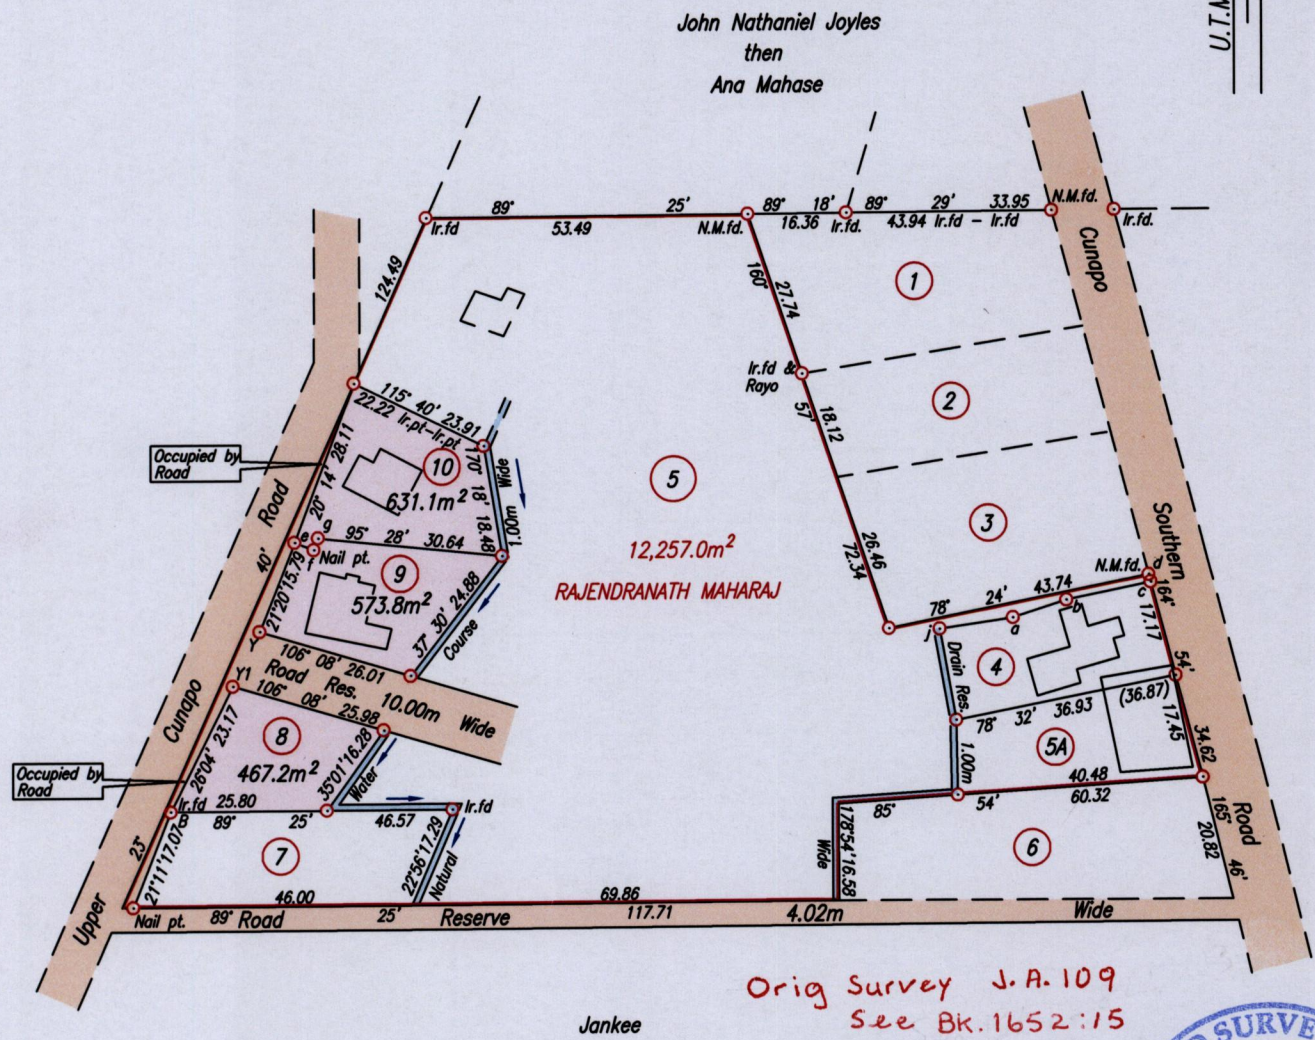 John Nathaniel Joyles
then
Ana Mahase
U.T.N.
89° 25'
53.49
Ir.fd
N.M.fd.
89° 18'
16.36
Ir.fd.
89° 29' 33.95
43.94 Ir.fd - Ir.fd
N.M.fd.
Ir.fd.
Cunapo
124.49
160° 27.74
1
Ir.fd &
Rayo
2
57' 18.12
115° 40' 23.91
22.22 Ir.pt-Ir.pt
Occupied by
Road
20° 14' 28.11
10
631.1m²
170° 18' 18.48
Wide
1.00m
5
12,257.0m²
RAJENDRANATH MAHARAJ
3
26.46
72.34
Southern
Road
40'
e
g
f
95° 28' 30.64
Nail pt.
15.79
21°20'
9
573.8m²
37° 30' 24.88
Course
N.M.fd.
d
c
164°
17.17
78° 24' 43.74
j
a
b
Drain Res.
4
54'
Y
106° 08' 26.01
Road Res. 10.00m Wide
Y1
106° 08' 25.98
Cunapo
26°04' 23.17
8
467.2m²
35°01'16.28
Water
78° 32' 36.93
(36.87)
17.45
34.62
5A
1.00m
40.48
Occupied by
Road
Ir.fd
25.80
89° 25'
46.57
Ir.fd
85° 54'
60.32
23'
21°11'17.07
7
22°56'17.29
Natural
Wide
178°54'16.58
6
165° 46'
20.82
Road
46.00
69.86
Nail pt.
89° 25'
Road Reserve
117.71
4.02m
Wide
Upper
Orig Survey J.A.109
See Bk.1652:15
Jankee
SURVE